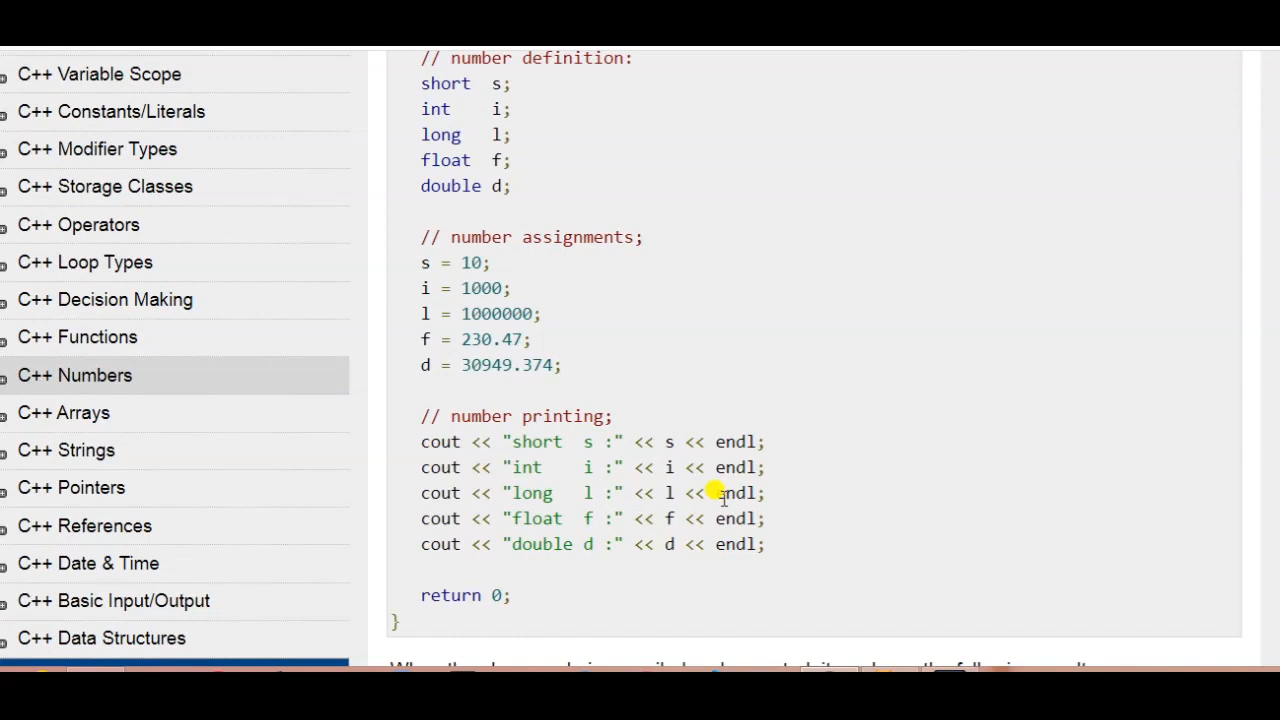 C++ Variable Scope
C++ Constants/Literals
C++ Modifier Types
C++ Storage Classes
C++ Operators
C++ Loop Types
C++ Decision Making
C++ Functions
C++ Numbers
C++ Arrays
C++ Strings
C++ Pointers
C++ References
C++ Date & Time
C++ Basic Input/Output
C++ Data Structures
// number definition:
short  s;
int    i;
long   l;
float  f;
double d;
// number assignments;
s = 10;
i = 1000;
l = 1000000;
f = 230.47;
d = 30949.374;
// number printing;
cout << "short  s :" << s << endl;
cout << "int    i :" << i << endl;
cout << "long   l :" << l << endl;
cout << "float  f :" << f << endl;
cout << "double d :" << d << endl;
return 0;
}